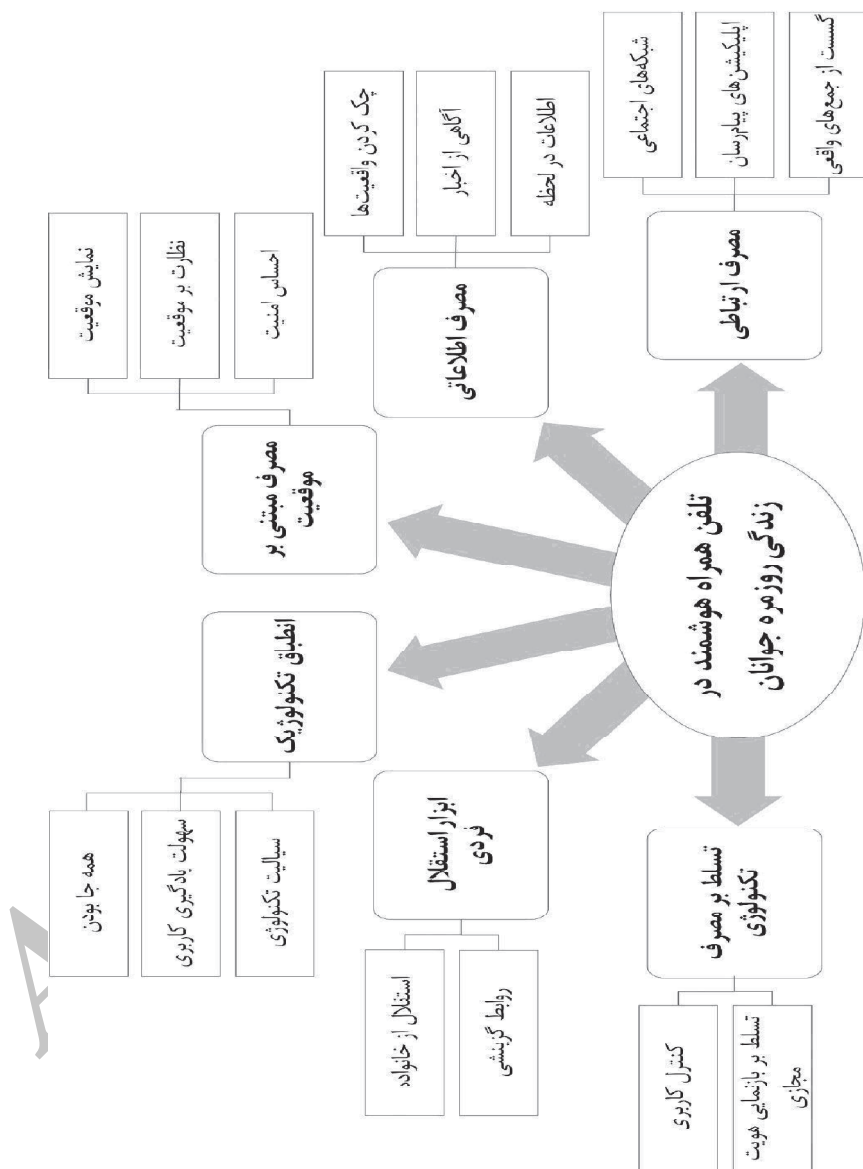 تلفن همراه هوشمند در
زندگی روزمره جوانان
مصرف ارتباطی
شبکه‌های اجتماعی
اپلیکیشن‌های پیام‌رسان
گسست از جمع‌های واقعی
مصرف اطلاعاتی
چک کردن واقعیت‌ها
آگاهی از اخبار
اطلاعات در لحظه
مصرف مبتنی بر
موقعیت
نمایش موقعیت
نظارت بر موقعیت
احساس امنیت
انطباق تکنولوژیک
همه جا بودن
سهولت یادگیری کاربری
سیالیت تکنولوژی
ابزار استقلال
فردی
استقلال از خانواده
روابط گزینشی
تسلط بر مصرف
تکنولوژی
کنترل کاربری
تسلط بر بازنمایی هویت
مجازی
A